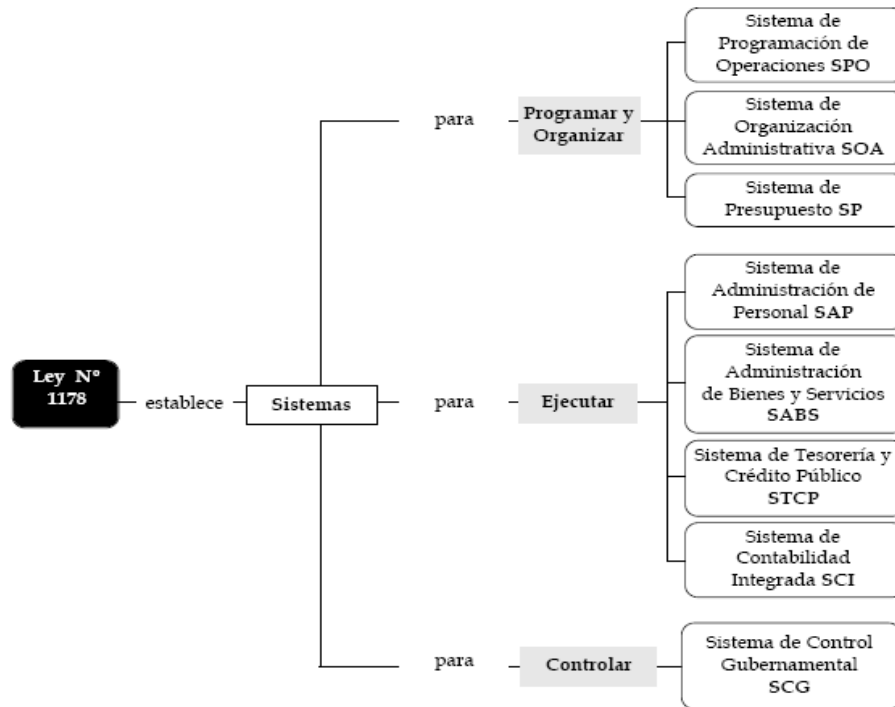 Ley Nº
1178
establece
Sistemas
para
Programar y
Organizar
Sistema de
Programación de
Operaciones SPO
Sistema de
Organización
Administrativa SOA
Sistema de
Presupuesto SP
para
Ejecutar
Sistema de
Administración de
Personal SAP
Sistema de
Administración
de Bienes y Servicios
SABS
Sistema de Tesorería y
Crédito Público
STCP
Sistema de
Contabilidad
Integrada SCI
para
Controlar
Sistema de Control
Gubernamental
SCG